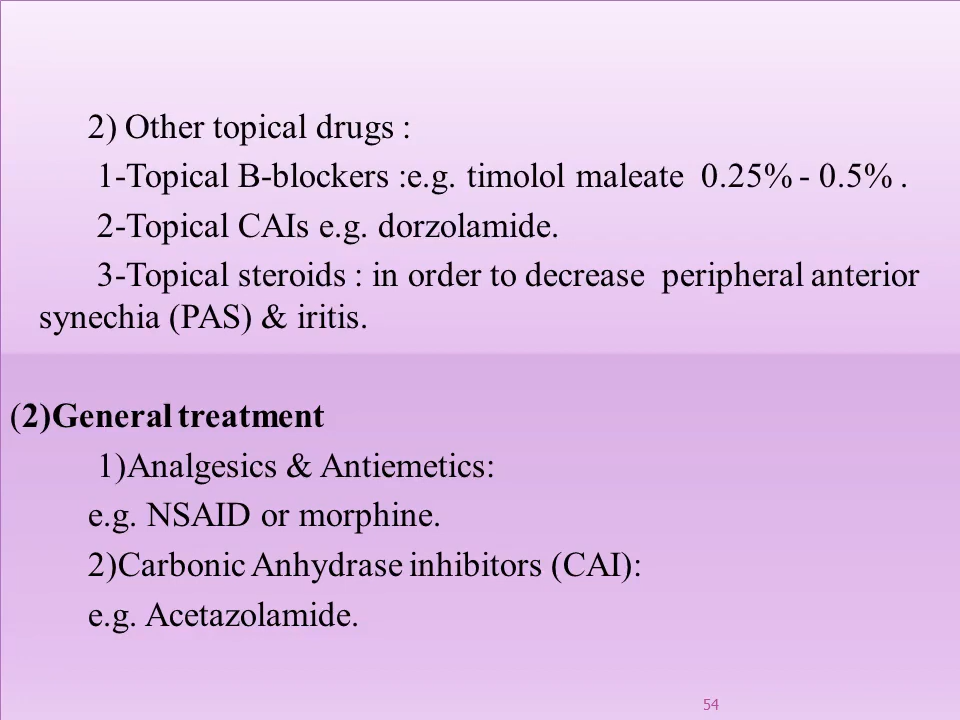 2) Other topical drugs :
1-Topical B-blockers :e.g. timolol maleate 0.25% - 0.5% .
2-Topical CAIs e.g. dorzolamide.
3-Topical steroids : in order to decrease peripheral anterior
synechia (PAS) & iritis.
(2)General treatment
1)Analgesics & Antiemetics:
e.g. NSAID or morphine.
2)Carbonic Anhydrase inhibitors (CAI):
e.g. Acetazolamide.
54